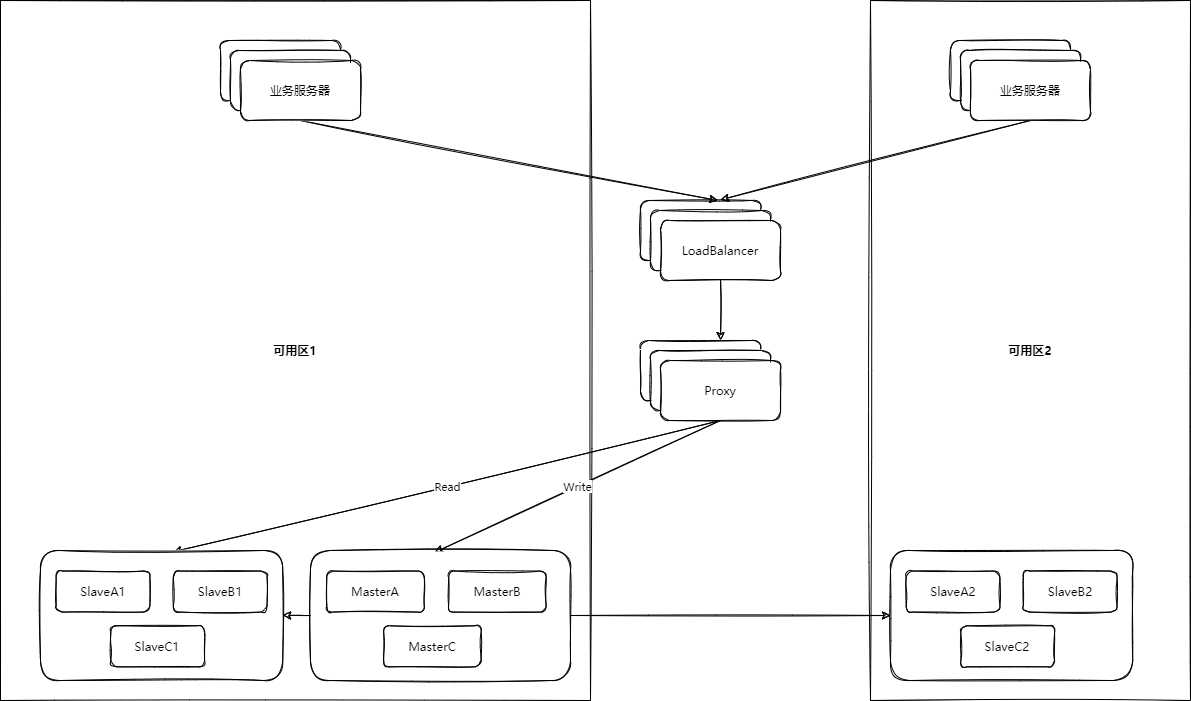 业务服务器
业务服务器
LoadBalancer
可用区1
可用区2
Proxy
Read
Write
SlaveA1
SlaveB1
MasterA
MasterB
SlaveA2
SlaveB2
SlaveC1
MasterC
SlaveC2